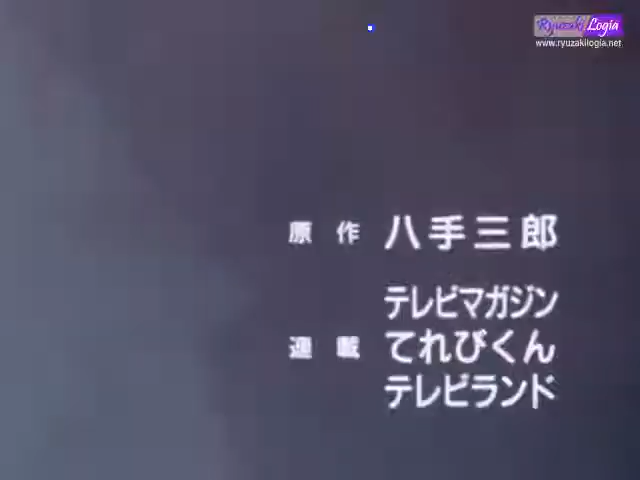 Ryuzaki Logia
www.ryuzakilogia.net
原作 八手三郎
テレビマガジン
連載 てれびくん
テレビランド